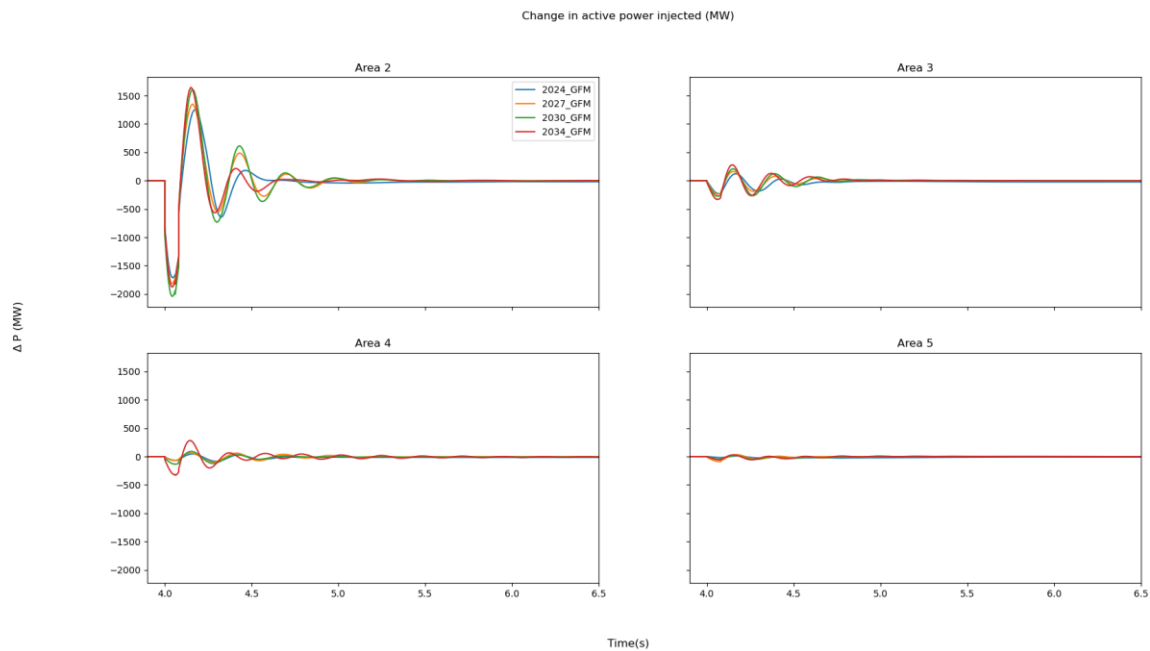 Change in active power injected (MW)
Area 2
Area 3
1500
1000
500
0
−500
−1000
−1500
−2000
2024_GFM
2027_GFM
2030_GFM
2034_GFM
Δ P (MW)
Area 4
Area 5
1500
1000
500
0
−500
−1000
−1500
−2000
4.0 4.5 5.0 5.5 6.0 6.5
4.0 4.5 5.0 5.5 6.0 6.5
Time(s)